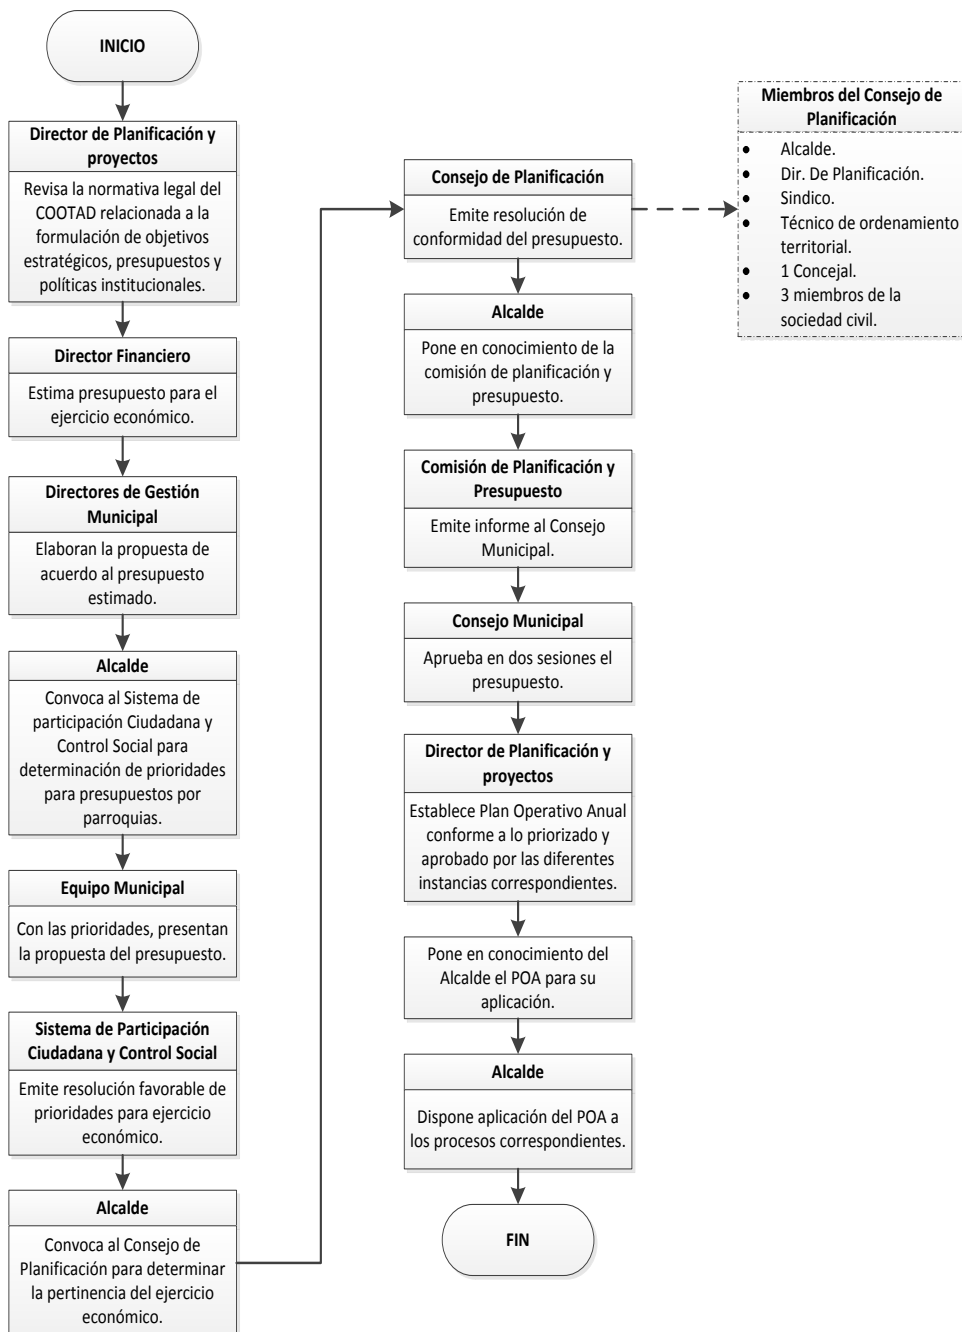 INICIO
Director de Planificación y
proyectos
Revisa la normativa legal del
COOTAD relacionada a la
formulación de objetivos
estratégicos, presupuestos y
políticas institucionales.
Director Financiero
Estima presupuesto para el
ejercicio económico.
Directores de Gestión
Municipal
Elaboran la propuesta de
acuerdo al presupuesto
estimado.
Alcalde
Convoca al Sistema de
participación Ciudadana y
Control Social para
determinación de prioridades
para presupuestos por
parroquias.
Equipo Municipal
Con las prioridades, presentan
la propuesta del presupuesto.
Sistema de Participación
Ciudadana y Control Social
Emite resolución favorable de
prioridades para ejercicio
económico.
Alcalde
Convoca al Consejo de
Planificación para determinar
la pertinencia del ejercicio
económico.
Consejo de Planificación
Emite resolución de
conformidad del presupuesto.
Alcalde
Pone en conocimiento de la
comisión de planificación y
presupuesto.
Comisión de Planificación y
Presupuesto
Emite informe al Consejo
Municipal.
Consejo Municipal
Aprueba en dos sesiones el
presupuesto.
Director de Planificación y
proyectos
Establece Plan Operativo Anual
conforme a lo priorizado y
aprobado por las diferentes
instancias correspondientes.
Pone en conocimiento del
Alcalde el POA para su
aplicación.
Alcalde
Dispone aplicación del POA a
los procesos correspondientes.
FIN
Miembros del Consejo de
Planificación
● Alcalde.
● Dir. De Planificación.
● Sindico.
● Técnico de ordenamiento
territorial.
● 1 Concejal.
● 3 miembros de la
sociedad civil.